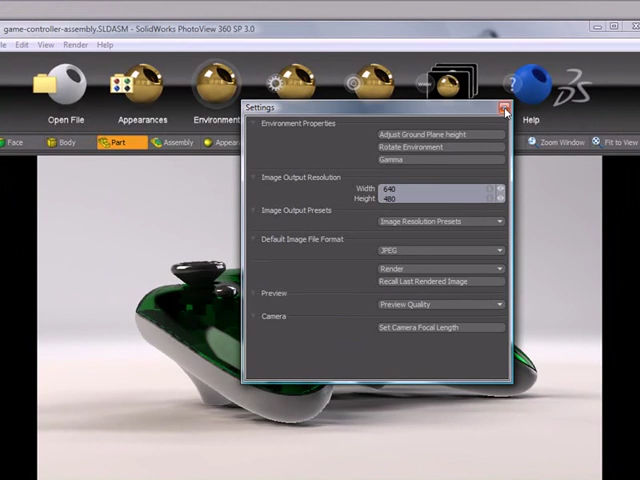 game-controller-assembly.SLDASM - SolidWorks PhotoView 360 SP 3.0
Edit View Render Help
Open File Appearances Environment Help
Face Body Part Assembly Appear Zoom Window Fit to View
Settings
Environment Properties
Adjust Ground Plane height
Rotate Environment
Gamma
Image Output Resolution
Width 640
Height 480
Image Output Presets
Image Resolution Presets
Default Image File Format
JPEG
Render
Recall Last Rendered Image
Preview
Preview Quality
Camera
Set Camera Focal Length